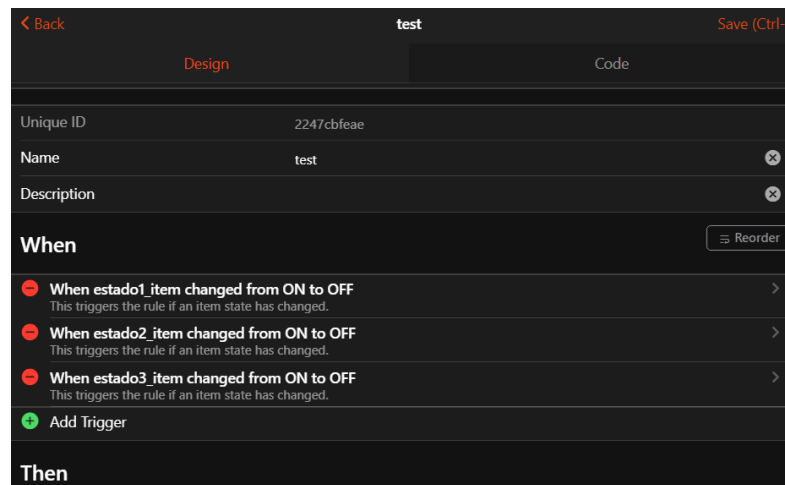 Back
test
Save (Ctrl-
Design
Code
Unique ID
2247cbfeae
Name
test
Description
When
Reorder
When estado1_item changed from ON to OFF
This triggers the rule if an item state has changed.
When estado2_item changed from ON to OFF
This triggers the rule if an item state has changed.
When estado3_item changed from ON to OFF
This triggers the rule if an item state has changed.
Add Trigger
Then